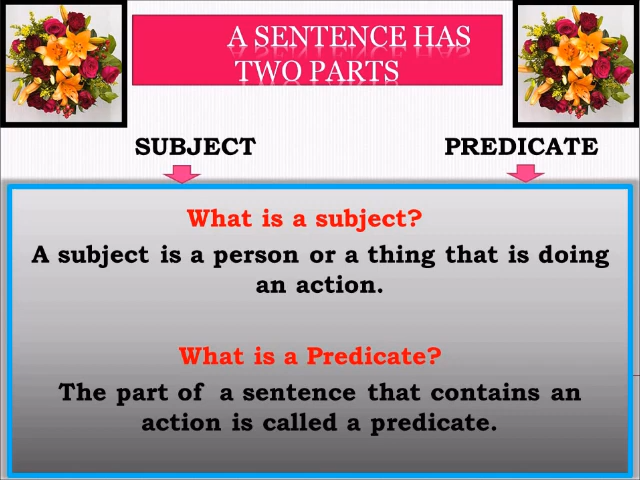 A SENTENCE HAS
TWO PARTS
SUBJECT
PREDICATE
What is a subject?
A subject is a person or a thing that is doing
an action.
What is a Predicate?
The part of a sentence that contains an
action is called a predicate.